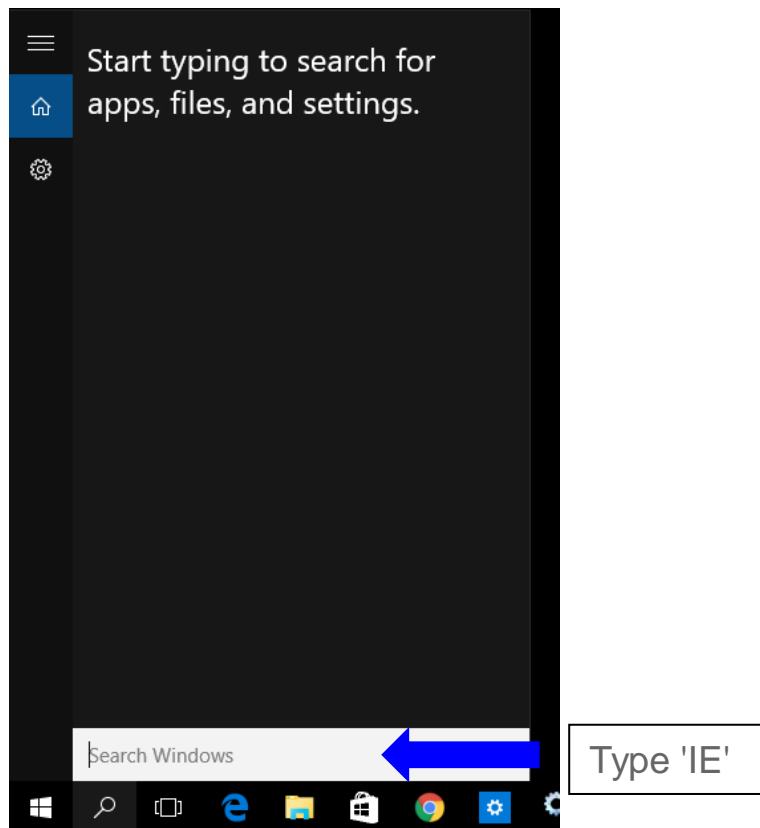 Start typing to search for
apps, files, and settings.
Search Windows
Type 'IE'